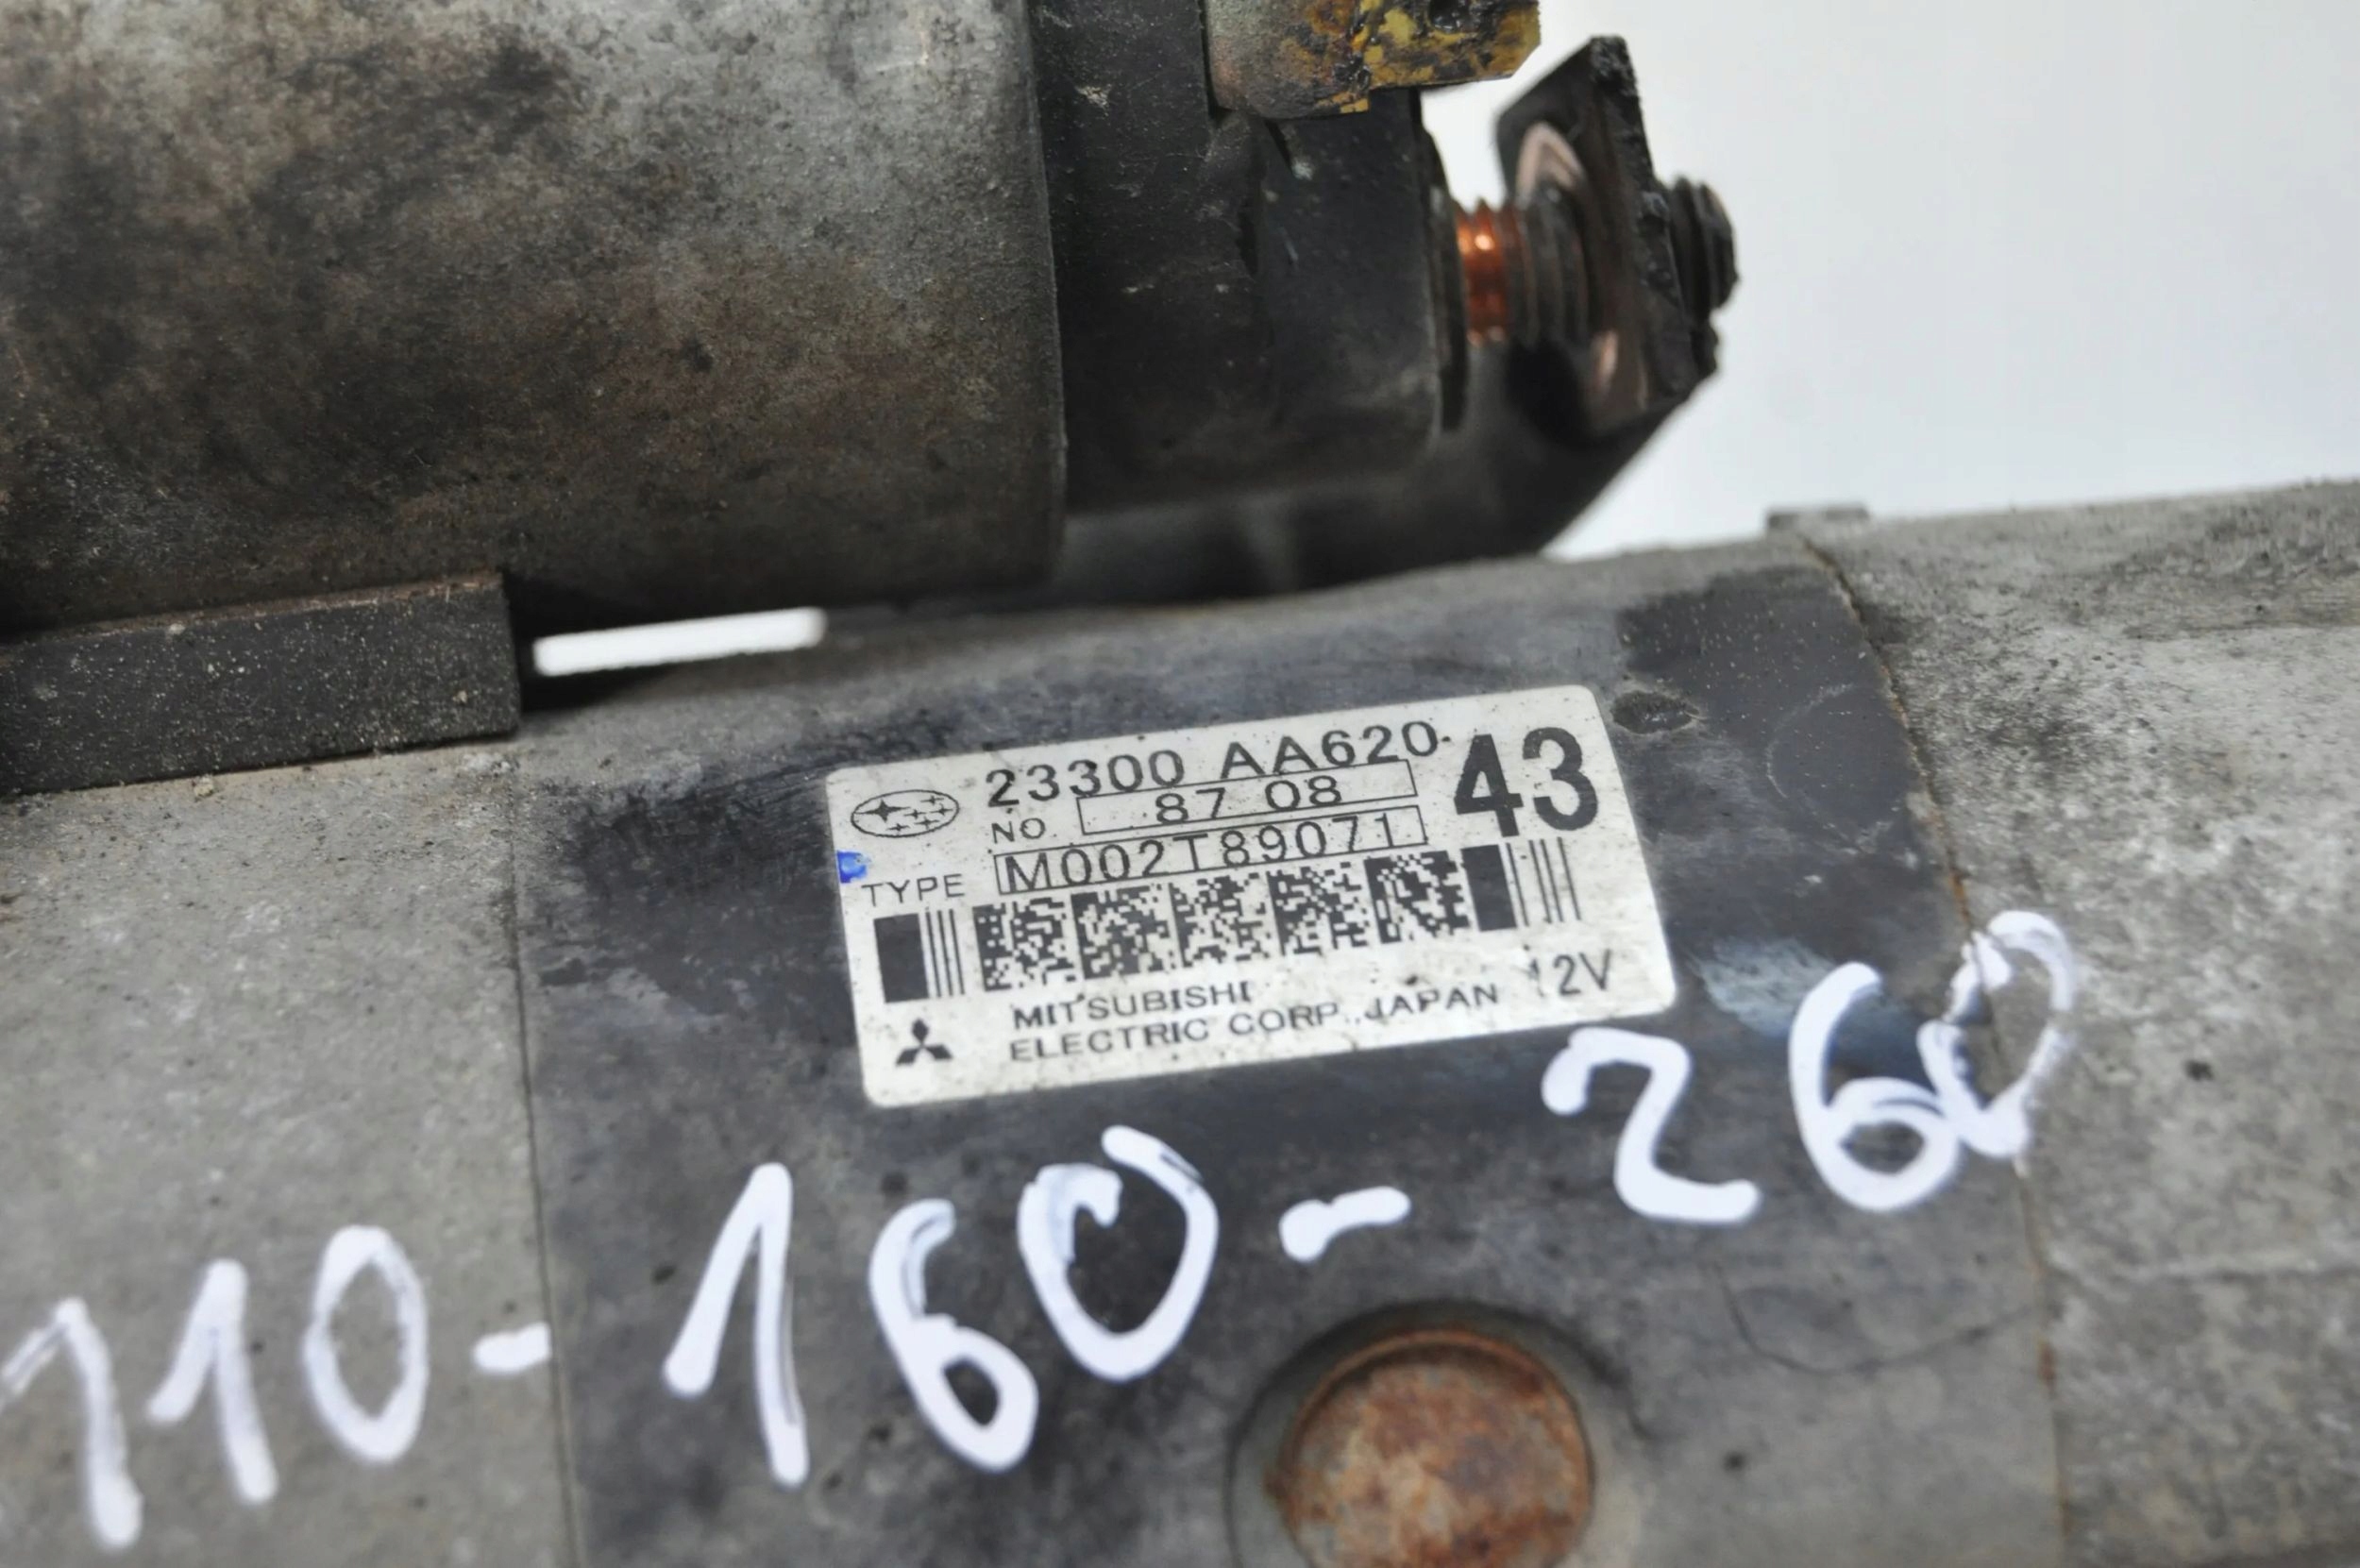 23300 AA620
43
NO 87 08
TYPE M002T89071
MITSUBISHI
ELECTRIC CORP., JAPAN 12V
110-160-260